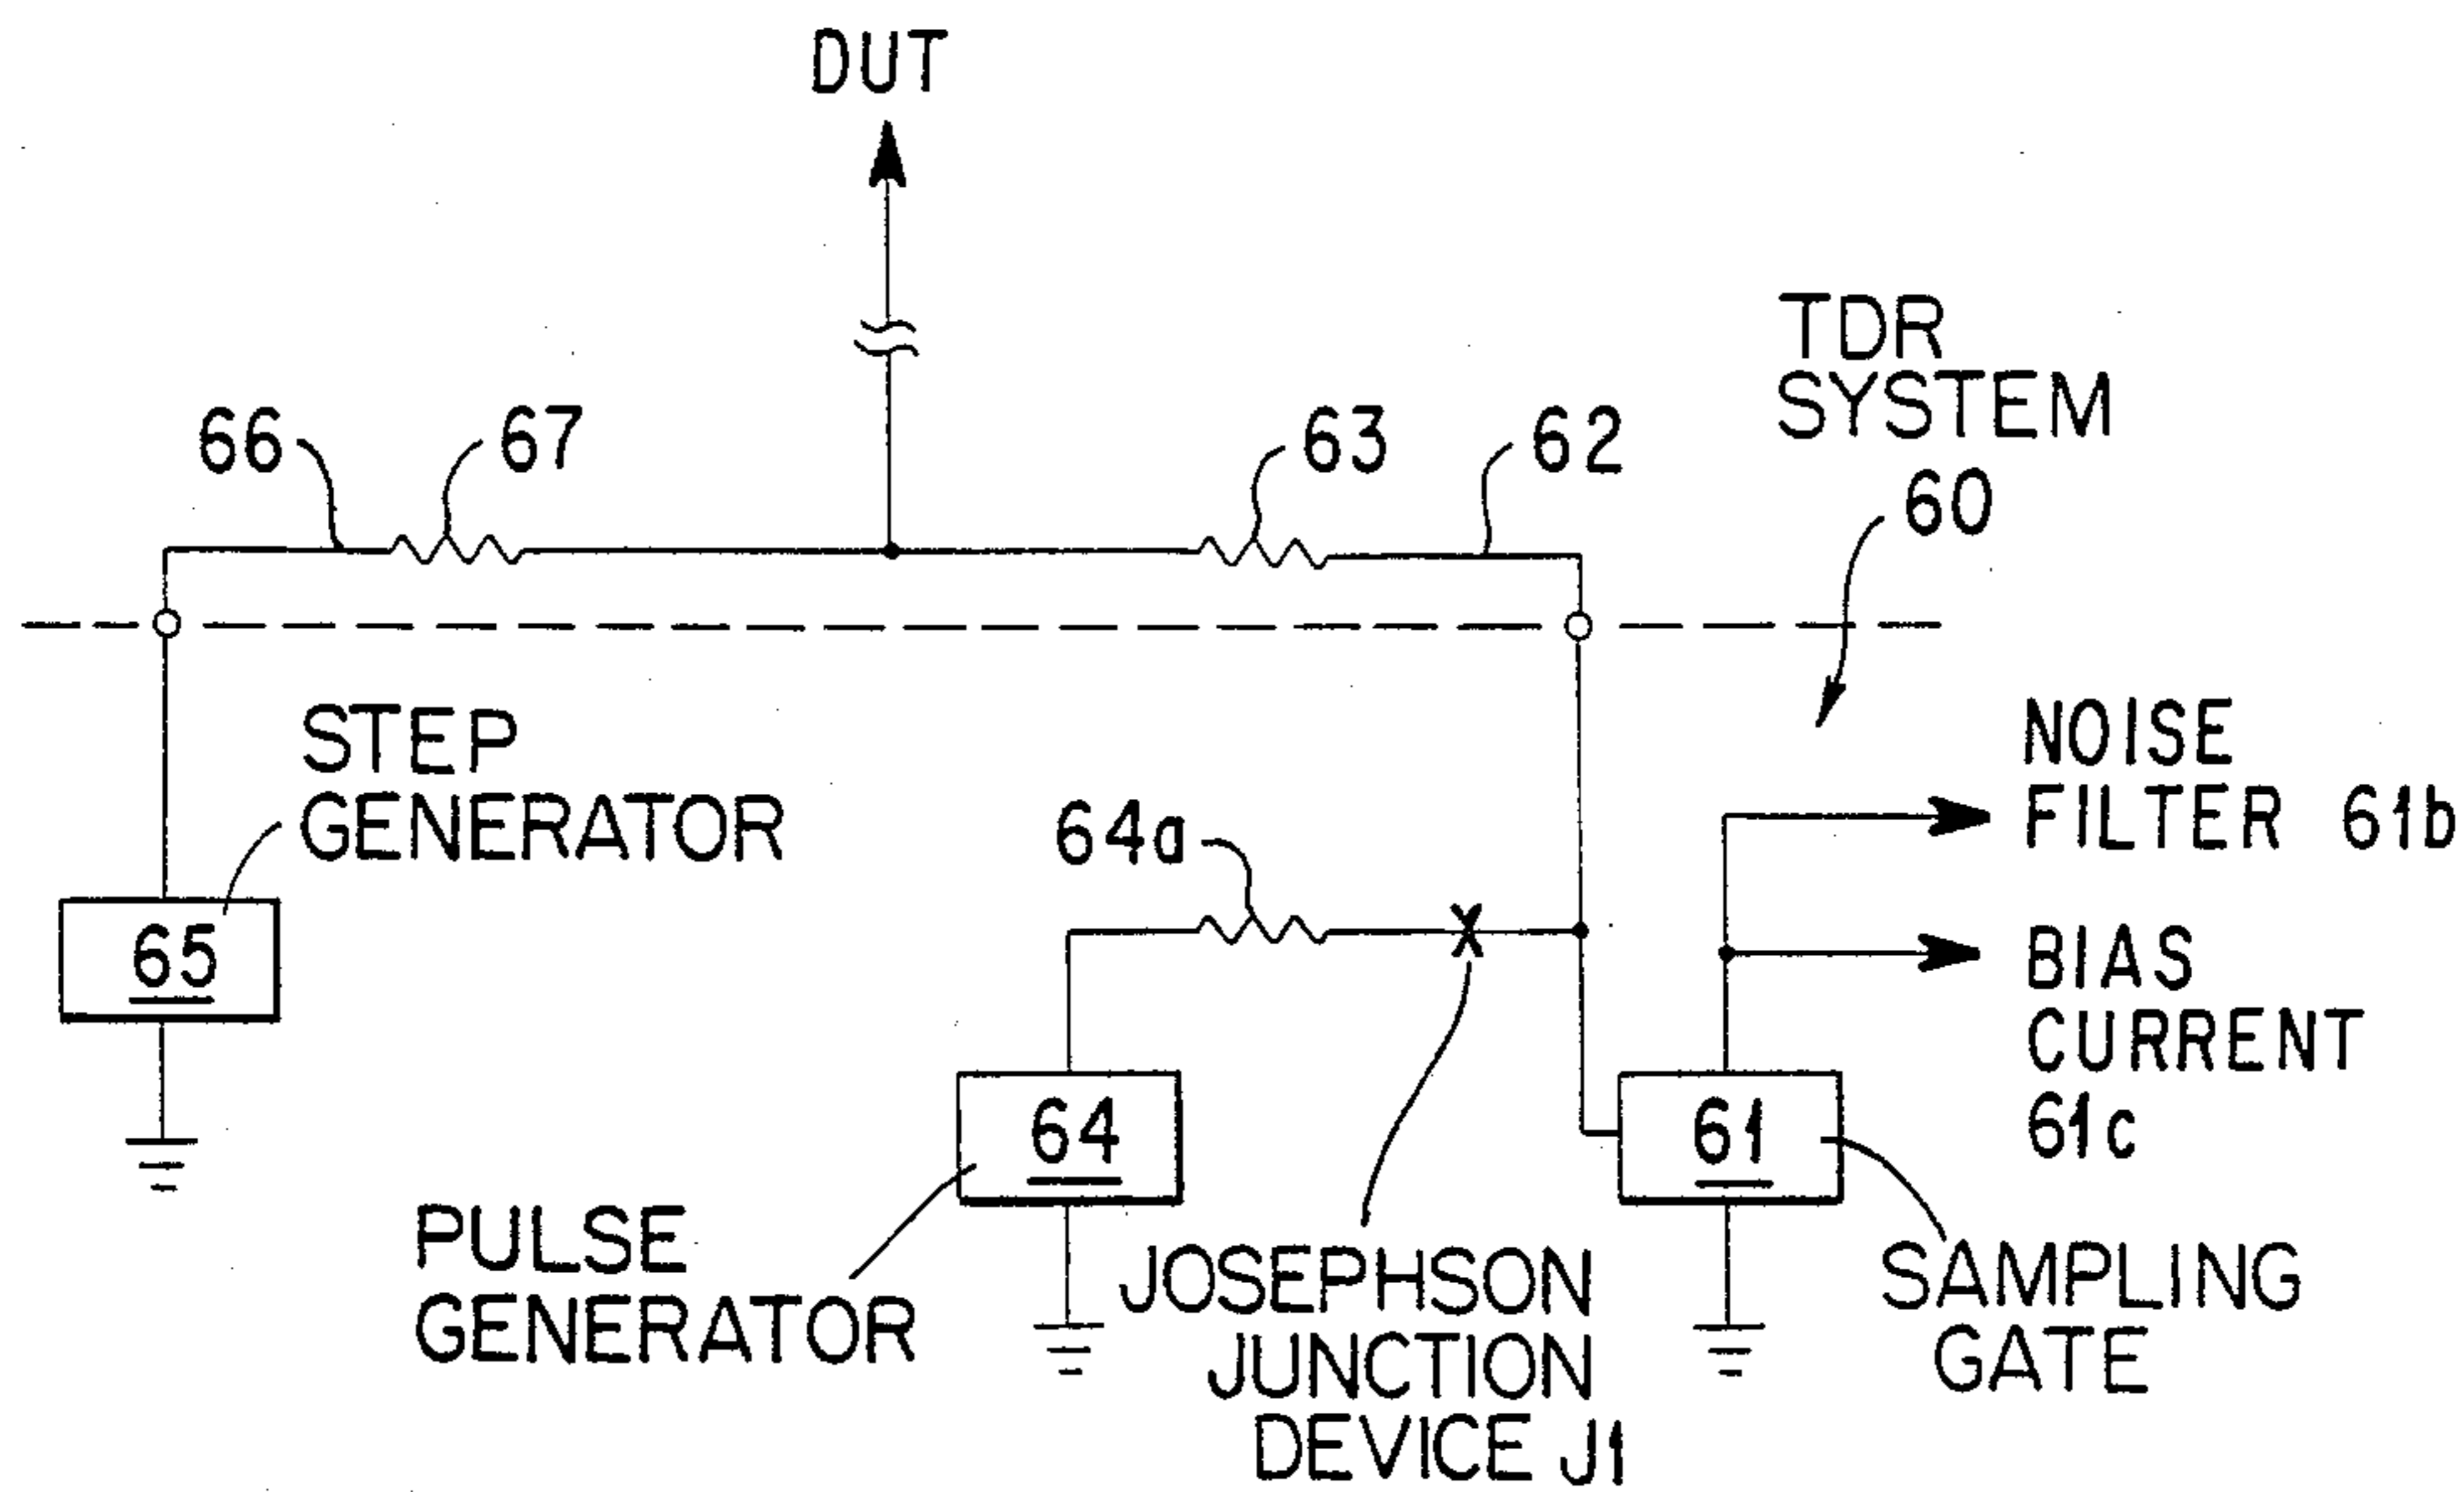 DUT
TDR
SYSTEM
60
66
67
63
62
STEP
GENERATOR
65
64a
NOISE
FILTER 61b
BIAS
CURRENT
61c
64
61
PULSE
GENERATOR
JOSEPHSON
JUNCTION
DEVICE J1
SAMPLING
GATE